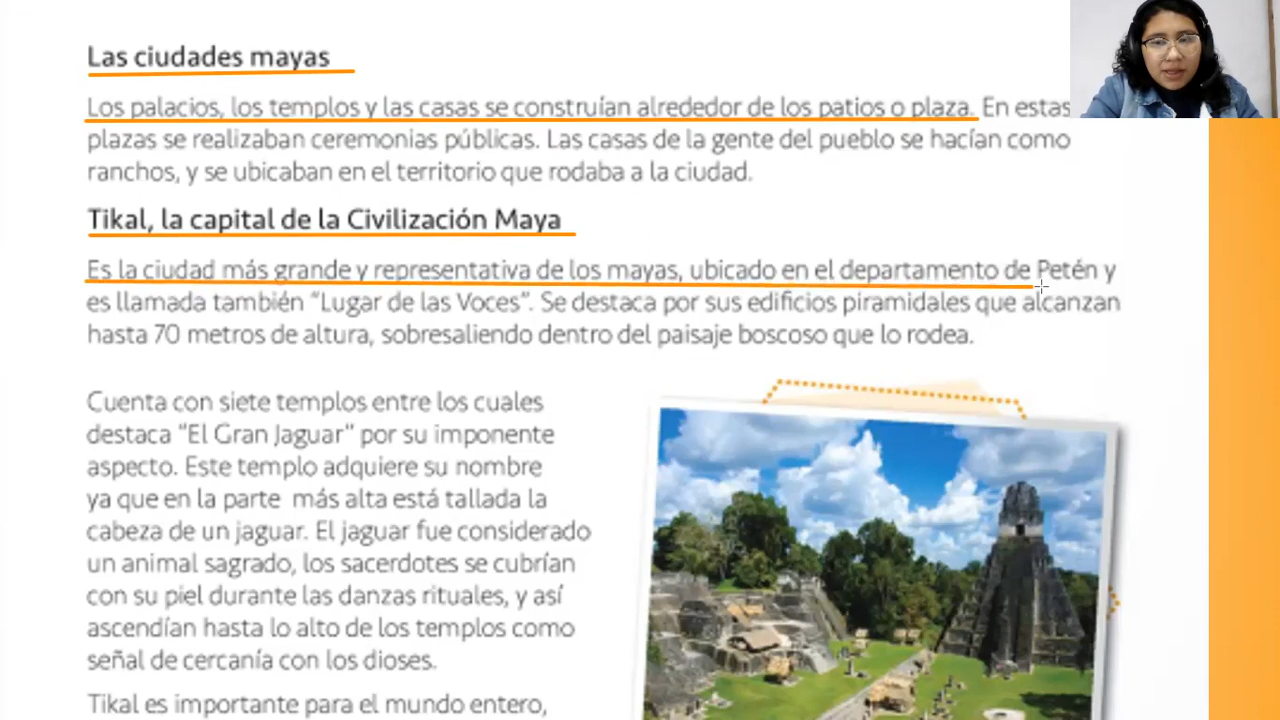 Las ciudades mayas
Los palacios, los templos y las casas se construían alrededor de los patios o plaza. En estas
plazas se realizaban ceremonias públicas. Las casas de la gente del pueblo se hacían como
ranchos, y se ubicaban en el territorio que rodaba a la ciudad.
Tikal, la capital de la Civilización Maya
Es la ciudad más grande y representativa de los mayas, ubicado en el departamento de Petén y
es llamada también “Lugar de las Voces”. Se destaca por sus edificios piramidales que alcanzan
hasta 70 metros de altura, sobresaliendo dentro del paisaje boscoso que lo rodea.
Cuenta con siete templos entre los cuales
destaca “El Gran Jaguar” por su imponente
aspecto. Este templo adquiere su nombre
ya que en la parte más alta está tallada la
cabeza de un jaguar. El jaguar fue considerado
un animal sagrado, los sacerdotes se cubrían
con su piel durante las danzas rituales, y así
ascendían hasta lo alto de los templos como
señal de cercanía con los dioses.
Tikal es importante para el mundo entero,